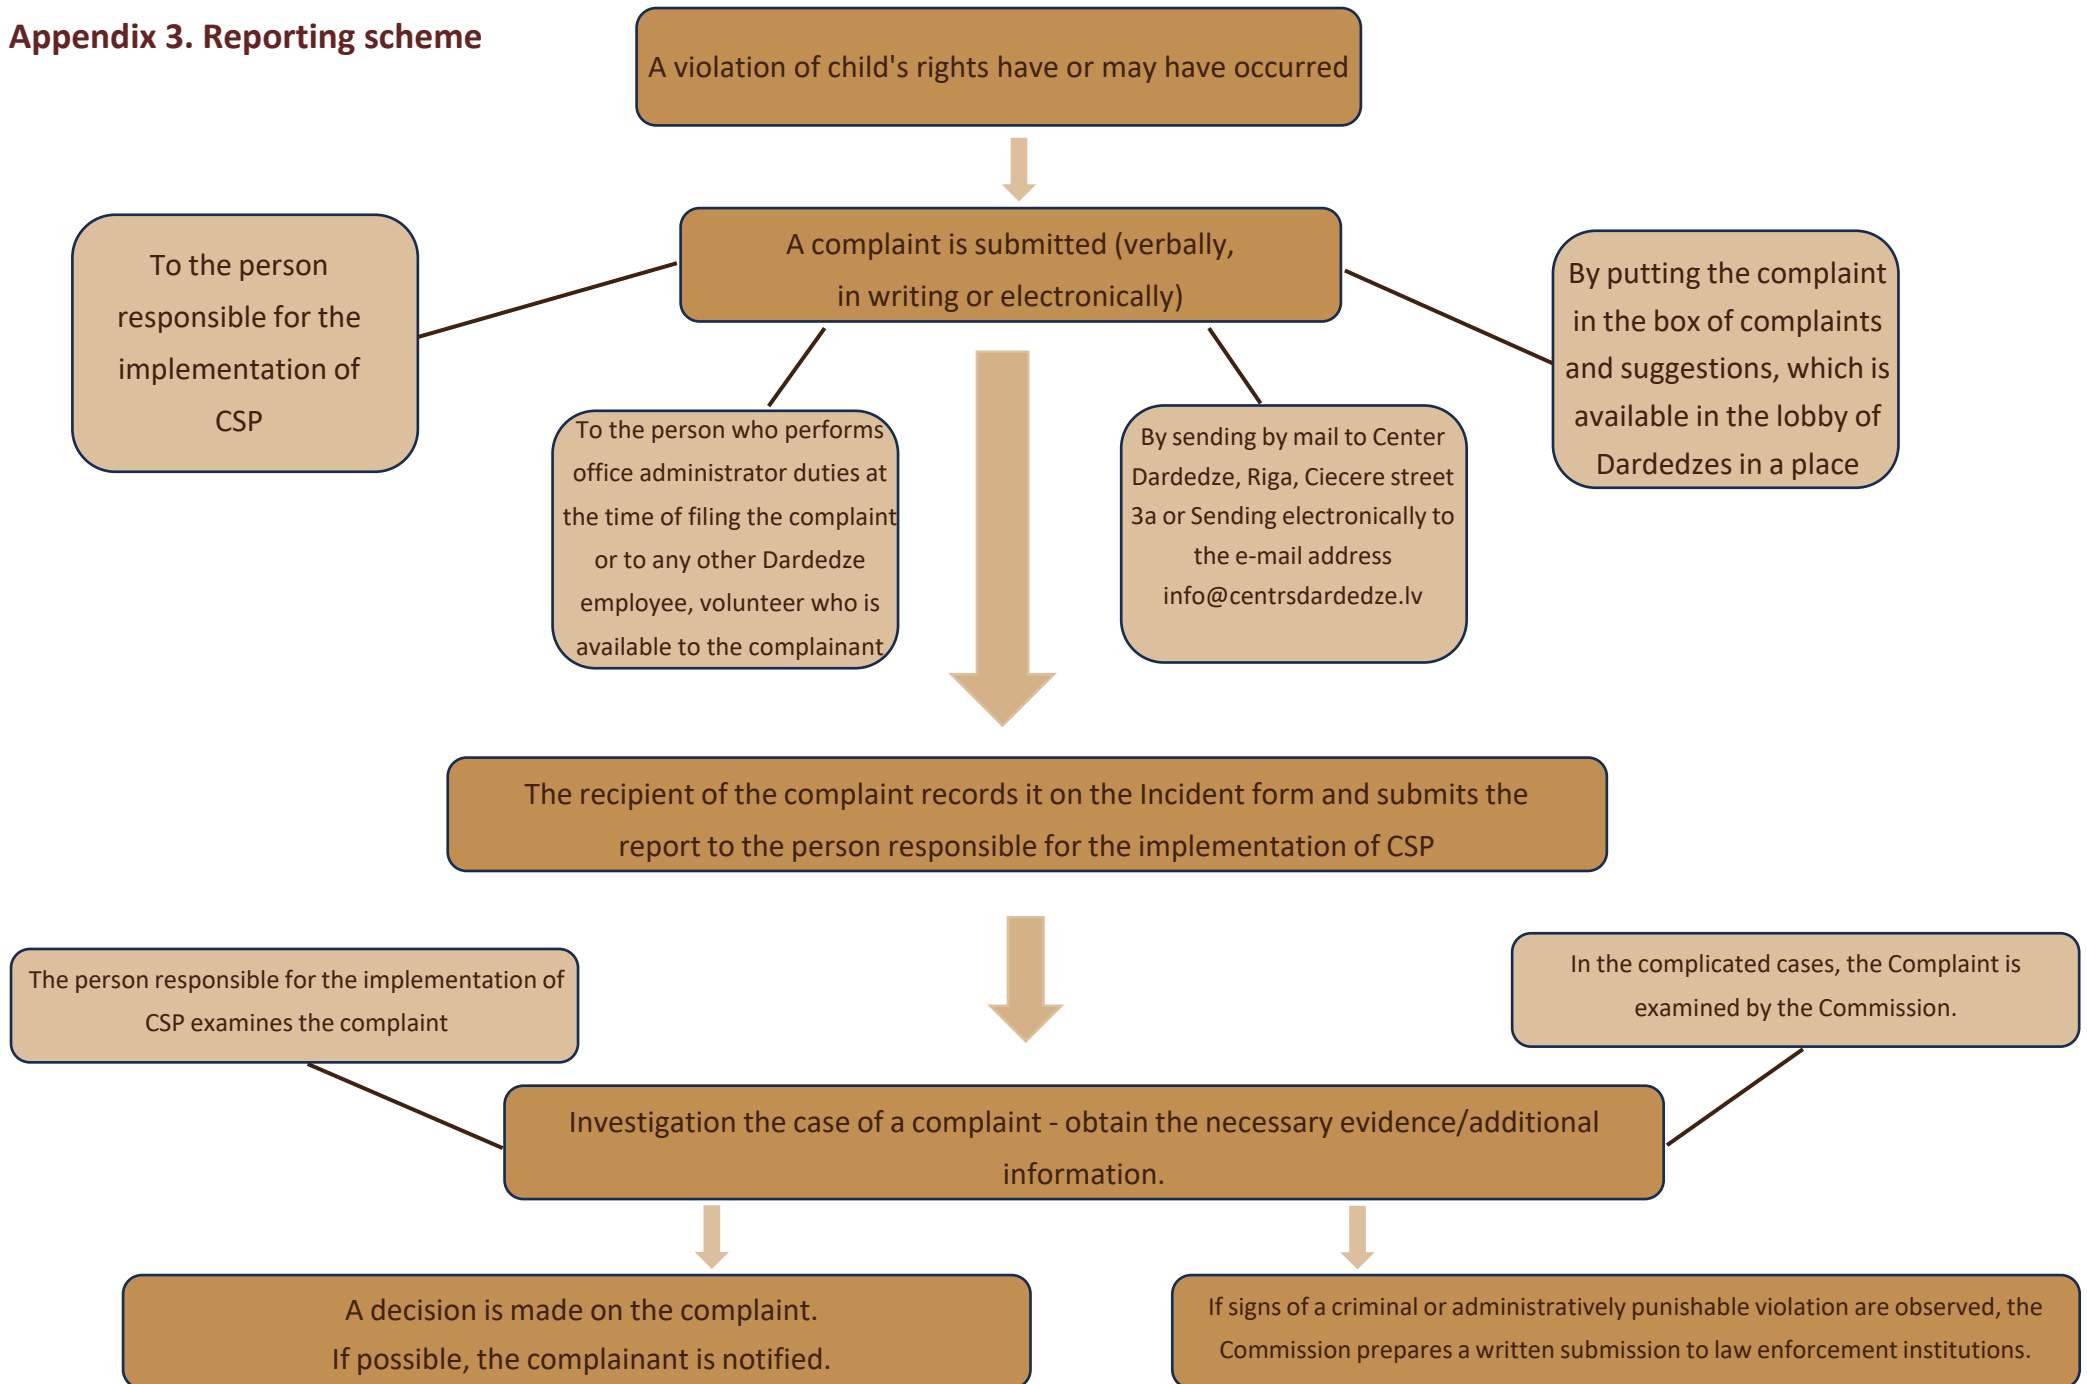 Appendix 3. Reporting scheme
A violation of child's rights have or may have occurred
A complaint is submitted (verbally,
in writing or electronically)
To the person
responsible for the
implementation of
CSP
To the person who performs
office administrator duties at
the time of filing the complaint
or to any other Dardedze
employee, volunteer who is
available to the complainant
By sending by mail to Center
Dardedze, Riga, Ciecere street
3a or Sending electronically to
the e-mail address
info@centrsdardedze.lv
By putting the complaint
in the box of complaints
and suggestions, which is
available in the lobby of
Dardedzes in a place
The recipient of the complaint records it on the Incident form and submits the
report to the person responsible for the implementation of CSP
The person responsible for the implementation of
CSP examines the complaint
In the complicated cases, the Complaint is
examined by the Commission.
Investigation the case of a complaint - obtain the necessary evidence/additional
information.
A decision is made on the complaint.
If possible, the complainant is notified.
If signs of a criminal or administratively punishable violation are observed, the
Commission prepares a written submission to law enforcement institutions.